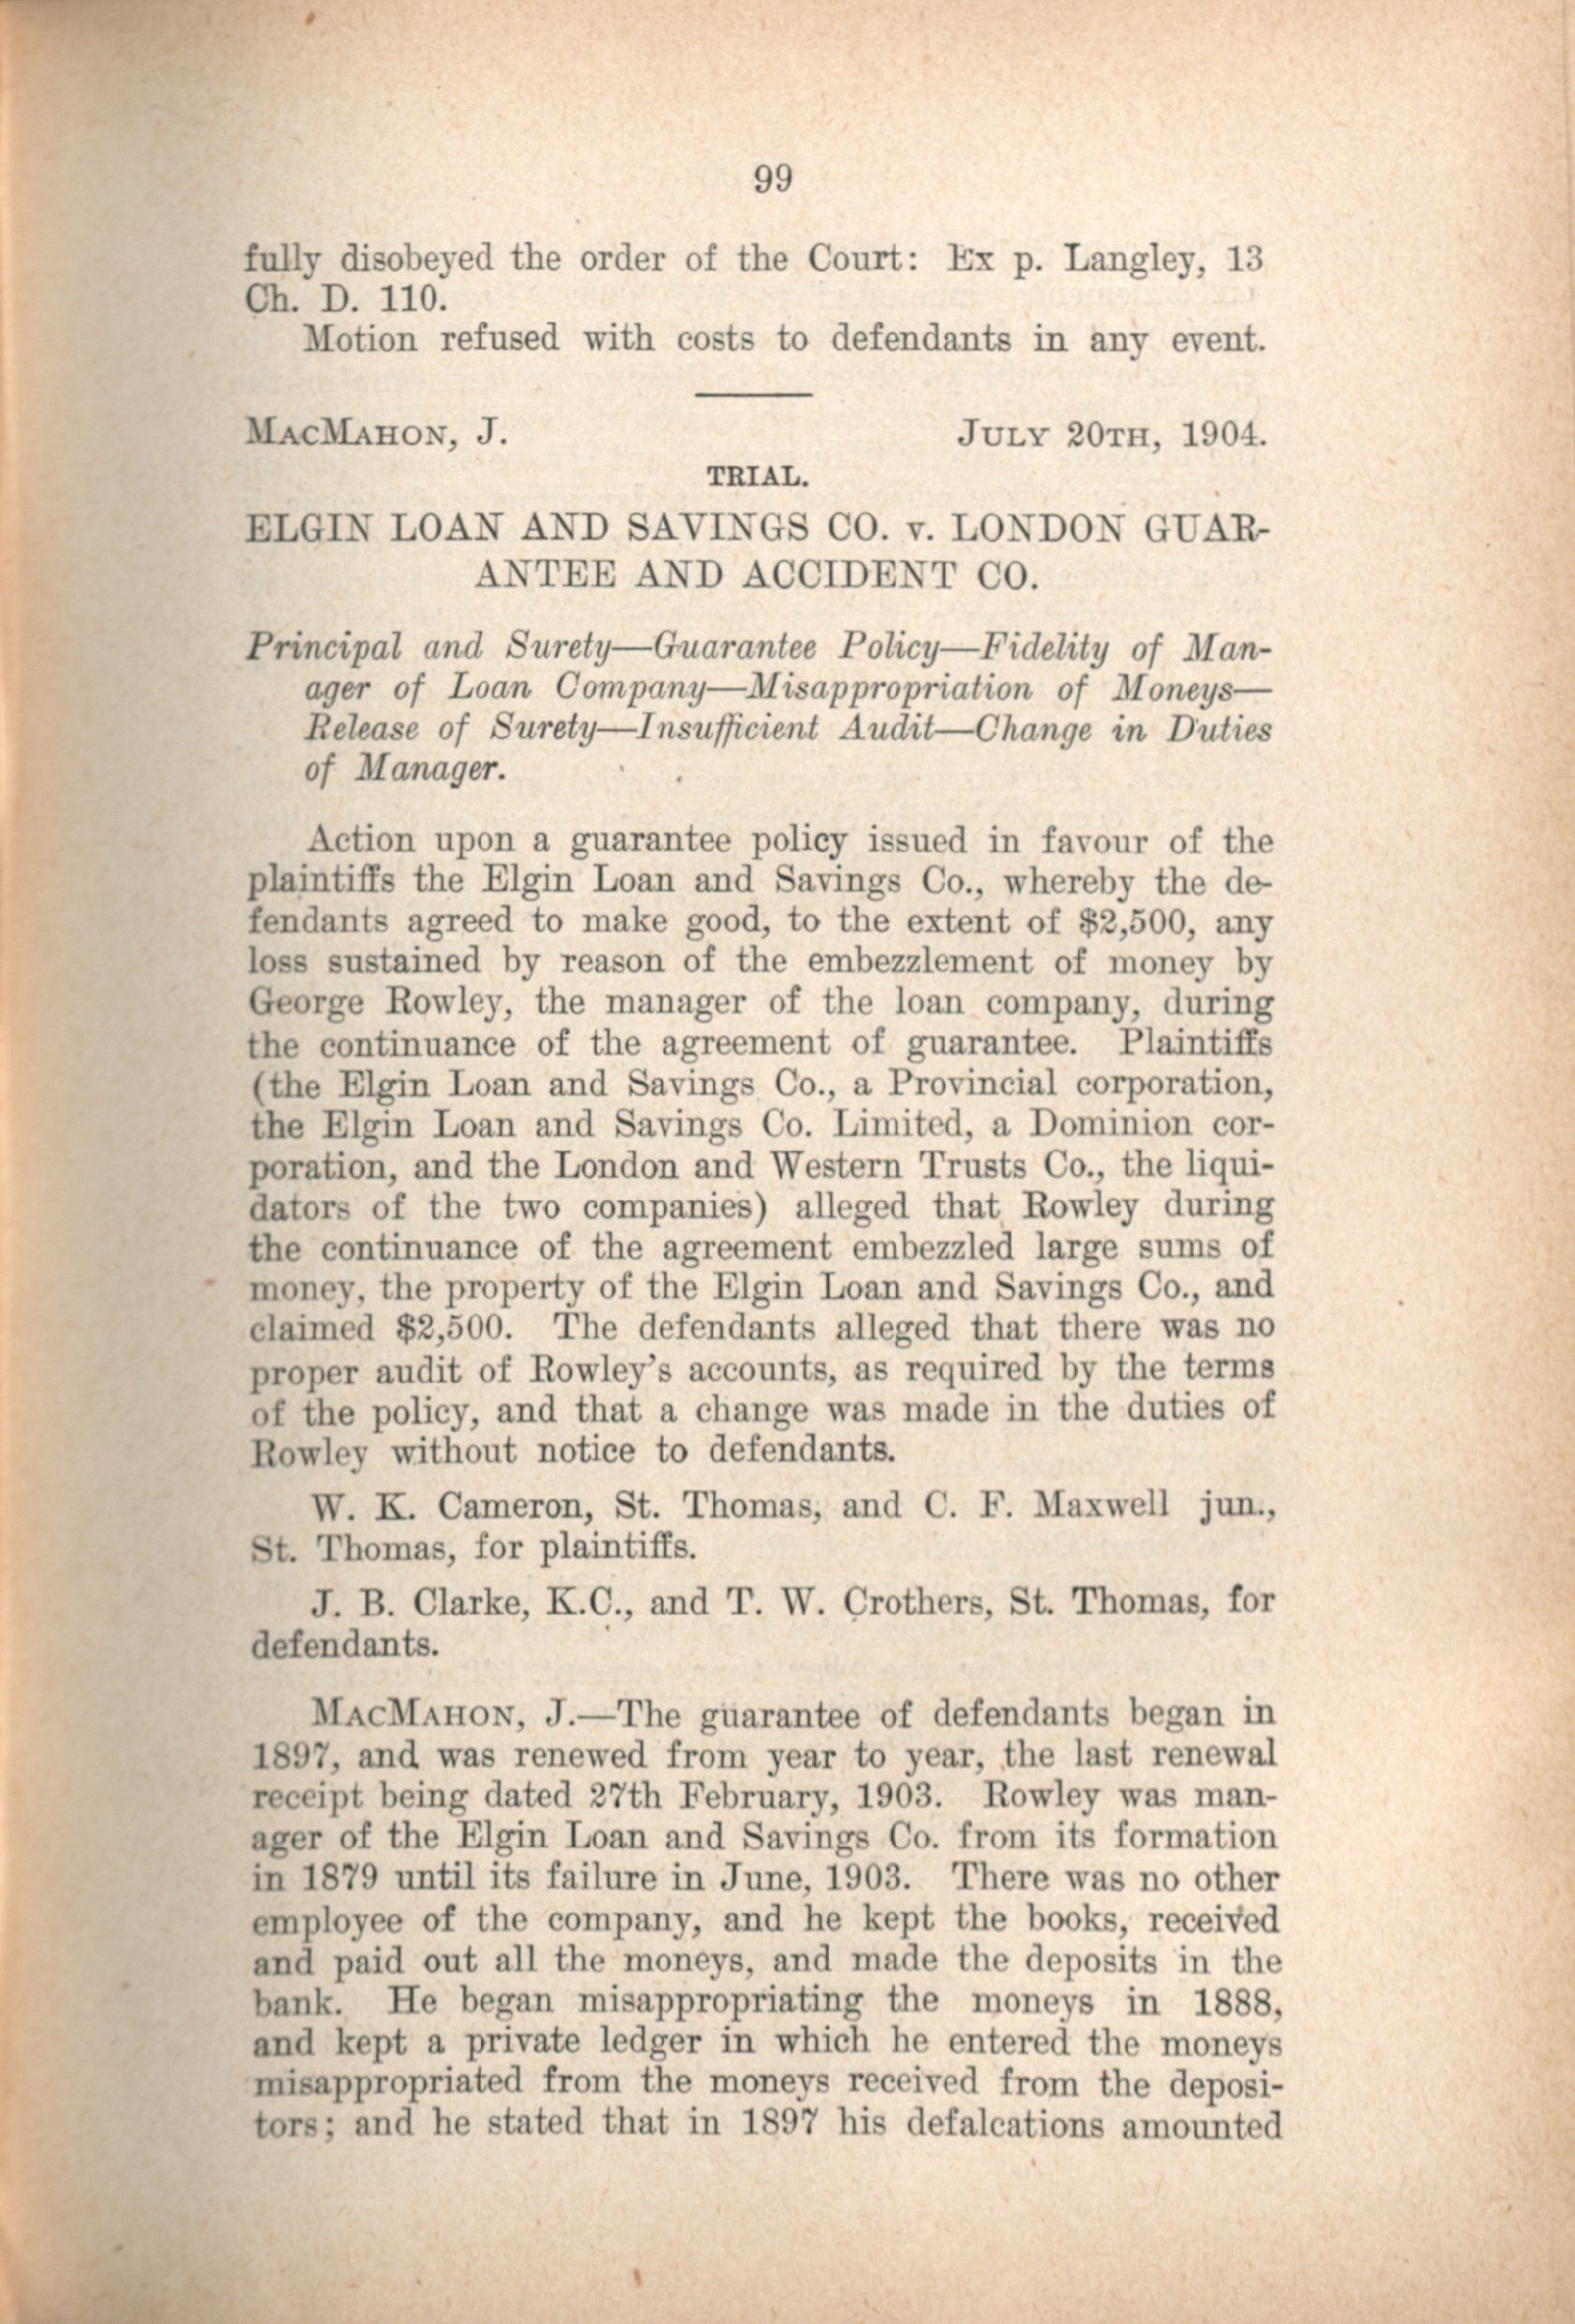 99
fully disobeyed the order of the Court: Ex p. Langley, 13
Ch. D. 110.
Motion refused with costs to defendants in any event.
MACMAHON, J. JULY 20TH, 1904.
TRIAL.
ELGIN LOAN AND SAVINGS CO. v. LONDON GUAR-
ANTEE AND ACCIDENT CO.
Principal and Surety—Guarantee Policy—Fidelity of Man-
ager of Loan Company—Misappropriation of Moneys—
Release of Surety—Insufficient Audit—Change in Duties
of Manager.
Action upon a guarantee policy issued in favour of the
plaintiffs the Elgin Loan and Savings Co., whereby the de-
fendants agreed to make good, to the extent of $2,500, any
loss sustained by reason of the embezzlement of money by
George Rowley, the manager of the loan company, during
the continuance of the agreement of guarantee. Plaintiffs
(the Elgin Loan and Savings Co., a Provincial corporation,
the Elgin Loan and Savings Co. Limited, a Dominion cor-
poration, and the London and Western Trusts Co., the liqui-
dators of the two companies) alleged that Rowley during
the continuance of the agreement embezzled large sums of
money, the property of the Elgin Loan and Savings Co., and
claimed $2,500. The defendants alleged that there was no
proper audit of Rowley's accounts, as required by the terms
of the policy, and that a change was made in the duties of
Rowley without notice to defendants.
W. K. Cameron, St. Thomas, and C. F. Maxwell jun.,
St. Thomas, for plaintiffs.
J. B. Clarke, K.C., and T. W. Crothers, St. Thomas, for
defendants.
MACMAHON, J.—The guarantee of defendants began in
1897, and was renewed from year to year, the last renewal
receipt being dated 27th February, 1903. Rowley was man-
ager of the Elgin Loan and Savings Co. from its formation
in 1879 until its failure in June, 1903. There was no other
employee of the company, and he kept the books, received
and paid out all the moneys, and made the deposits in the
bank. He began misappropriating the moneys in 1888,
and kept a private ledger in which he entered the moneys
misappropriated from the moneys received from the deposi-
tors; and he stated that in 1897 his defalcations amounted